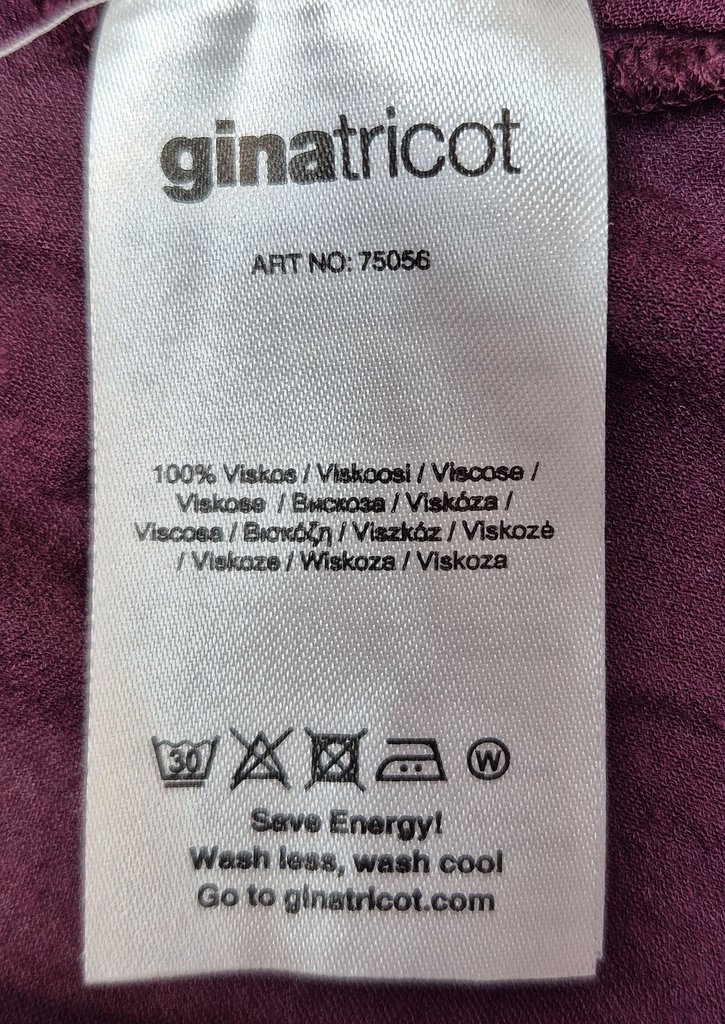 ginatricot
ART NO: 75056
100% Viskos / Viskoosi / Viscose /
Viskose / Вискоза / Viskóza /
Viscosa / Βισκόζη / Viszkóz / Viskozė
/ Viskoze / Wiskoza / Viskoza
30 W
Save Energy!
Wash less, wash cool
Go to ginatricot.com